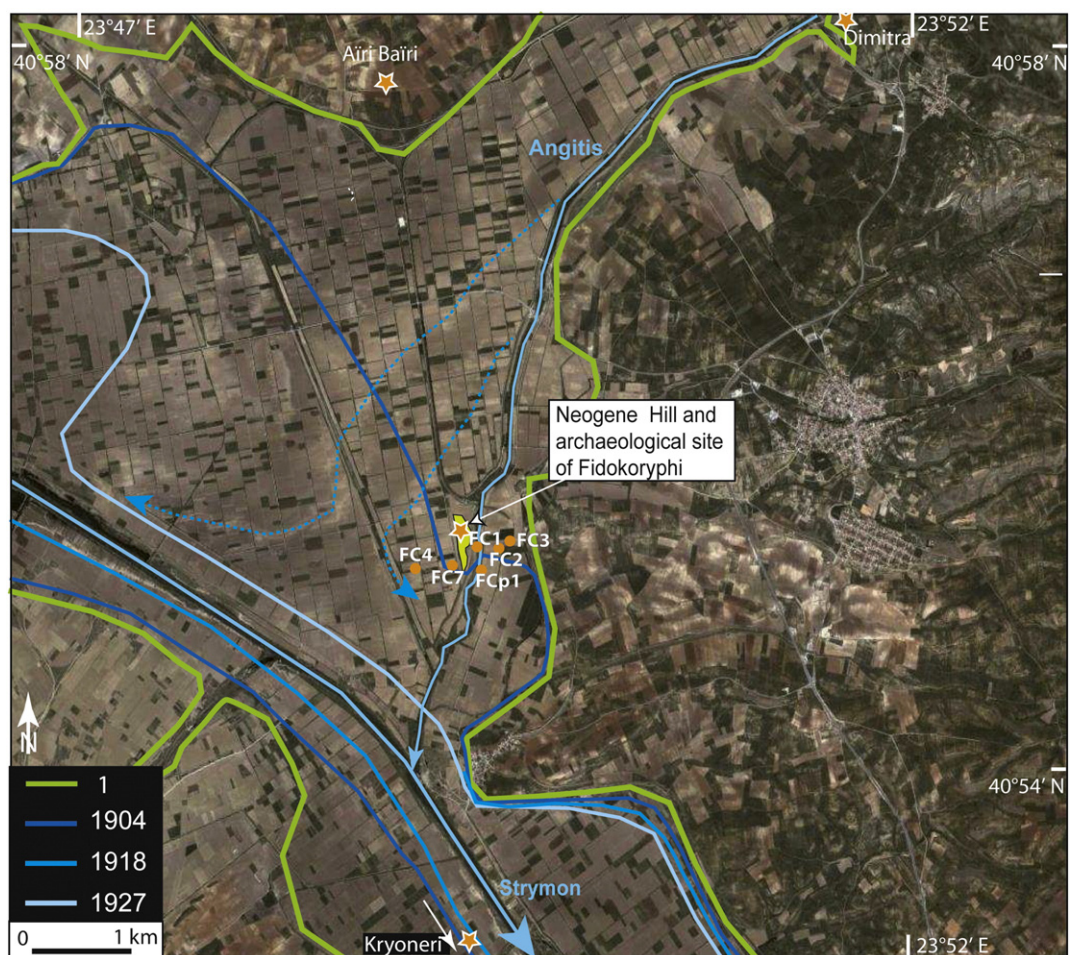 23°47′ E
23°52′ E
40°58′ N
Aïri Baïri
Dimitra
40°58′ N
Angitis
Neogene Hill and
archaeological site
of Fidokoryphi
FC1
FC3
FC2
FC4
FC7
FCp1
N
1
1904
1918
1927
40°54′ N
Strymon
0
1 km
Kryoneri
23°52′ E